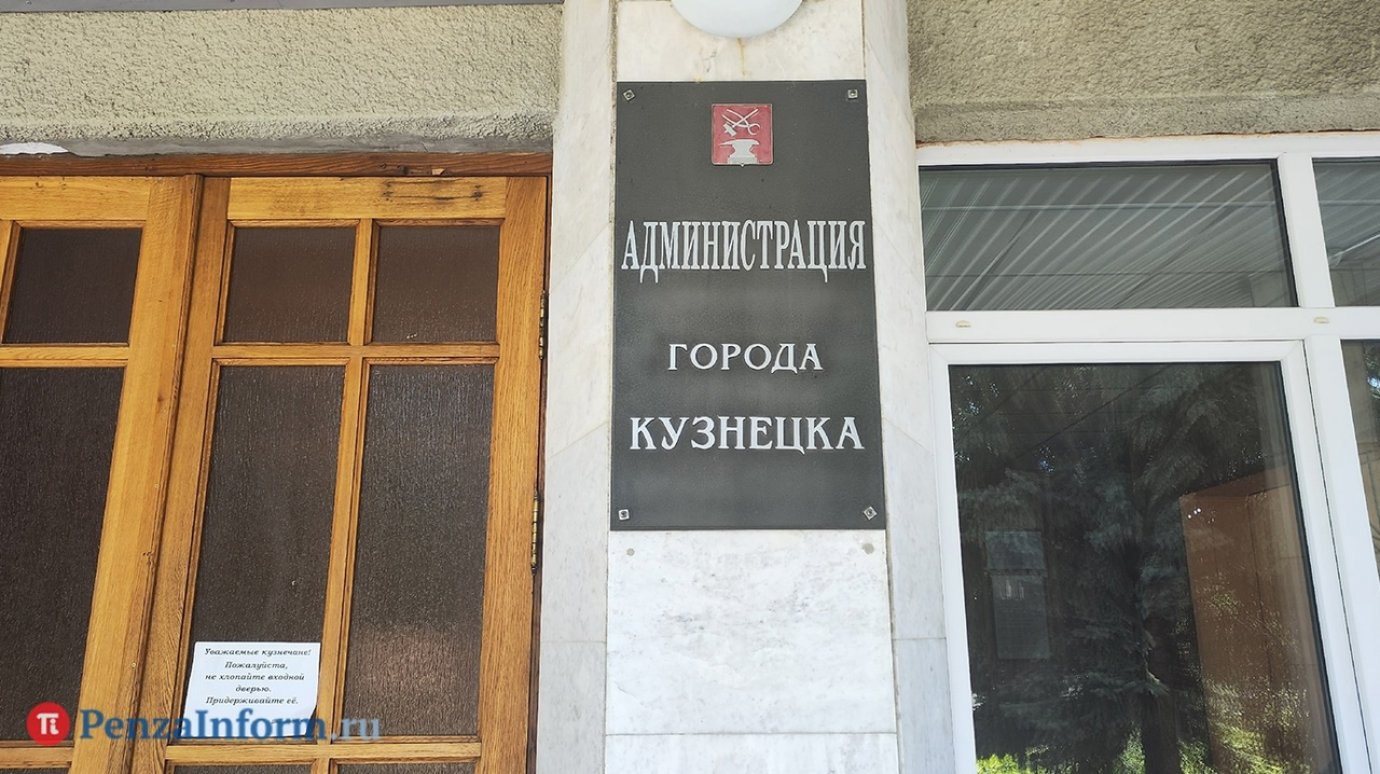 АДМИНИСТРАЦИЯ
ГОРОДА
КУЗНЕЦКА
Уважаемые кузнечане!
Пожалуйста,
не хлопайте входной
дверью.
Придерживайте её.
PenzaInform.ru